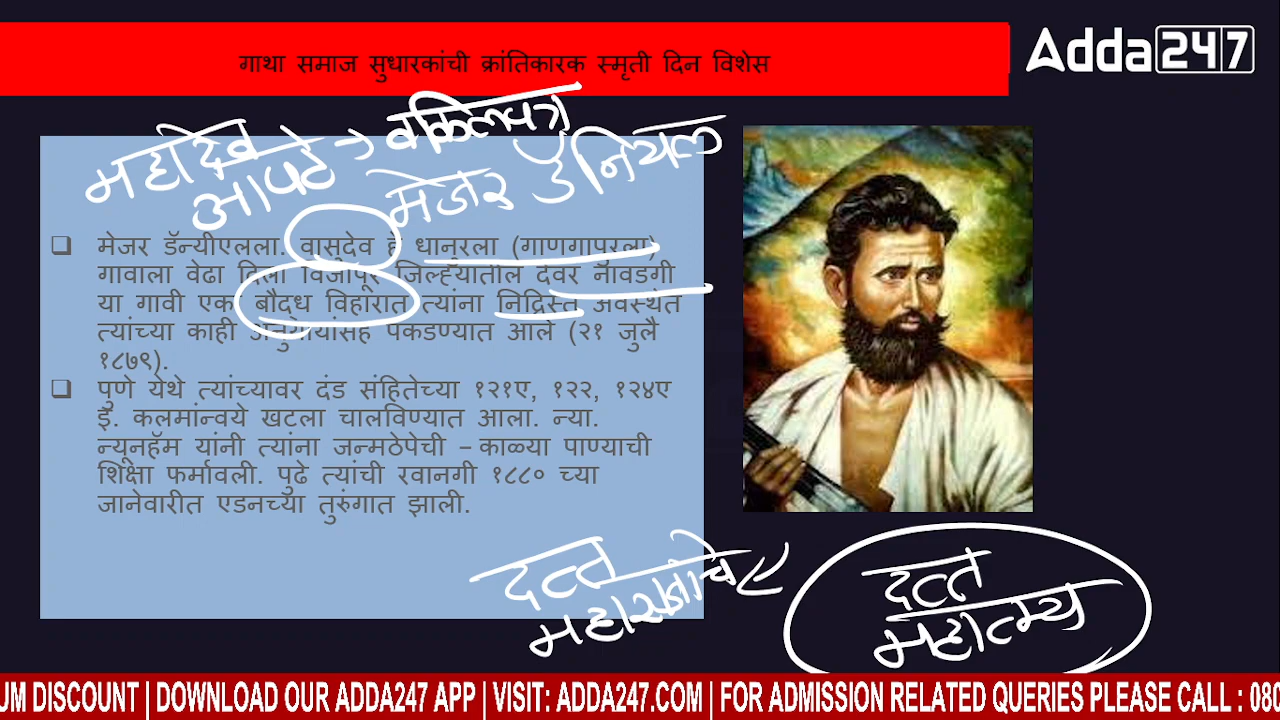 गाथा समाज सुधारकांची क्रांतिकारक स्मृती दिन विशेस
Adda247
महादेव
आपटे → वकिलपत्र
मेजर डॅनियल
❑ मेजर डॅन्यीएलला. वासुदेव हे धानुरला (गाणगापुरला)
गावाला वेढा दिला विजापूर जिल्ह्यातील देवर नावडगी
या गावी एका बौद्ध विहारात त्यांना निद्रिस्त अवस्थेत
त्यांच्या काही अनुयायांसह पकडण्यात आले (२१ जुलै
१८७९).
❑ पुणे येथे त्यांच्यावर दंड संहितेच्या १२१ए, १२२, १२४ए
इ. कलमांन्वये खटला चालविण्यात आला. न्या.
न्यूनहॅम यांनी त्यांना जन्मठेपेची – काळ्या पाण्याची
शिक्षा फर्मावली. पुढे त्यांची रवानगी १८८० च्या
जानेवारीत एडनच्या तुरुंगात झाली.
दत्त
दत्त
महात्म्य
UM DISCOUNT | DOWNLOAD OUR ADDA247 APP | VISIT: ADDA247.COM | FOR ADMISSION RELATED QUERIES PLEASE CALL : 080